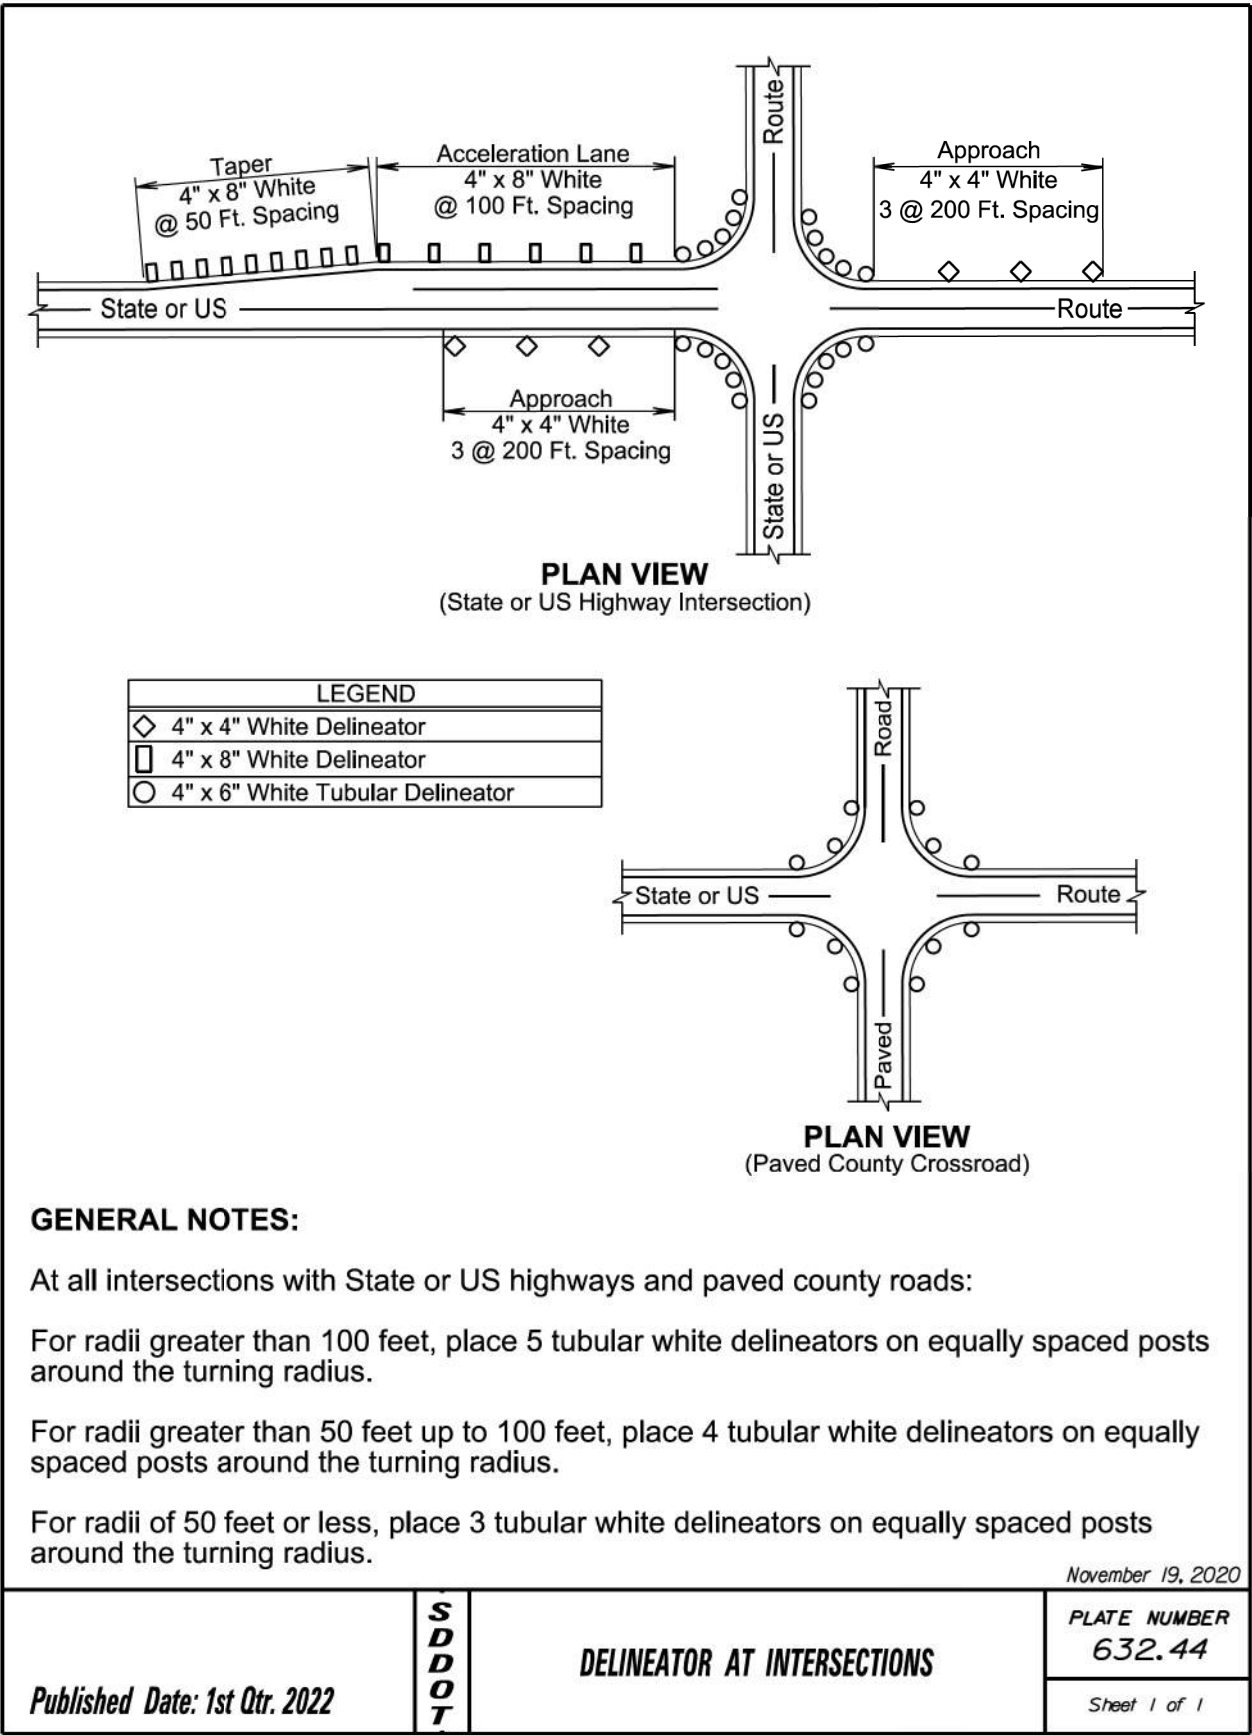 Route
Taper
4" x 8" White
@ 50 Ft. Spacing
Acceleration Lane
4" x 8" White
@ 100 Ft. Spacing
Approach
4" x 4" White
3 @ 200 Ft. Spacing
State or US
Route
Approach
4" x 4" White
3 @ 200 Ft. Spacing
State or US
PLAN VIEW
(State or US Highway Intersection)
LEGEND
4" x 4" White Delineator
4" x 8" White Delineator
4" x 6" White Tubular Delineator
Road
State or US
Route
Paved
PLAN VIEW
(Paved County Crossroad)
GENERAL NOTES:
At all intersections with State or US highways and paved county roads:
For radii greater than 100 feet, place 5 tubular white delineators on equally spaced posts
around the turning radius.
For radii greater than 50 feet up to 100 feet, place 4 tubular white delineators on equally
spaced posts around the turning radius.
For radii of 50 feet or less, place 3 tubular white delineators on equally spaced posts
around the turning radius.
November 19, 2020
Published Date: 1st Qtr. 2022
SDDOT
DELINEATOR AT INTERSECTIONS
PLATE NUMBER
632.44
Sheet 1 of 1